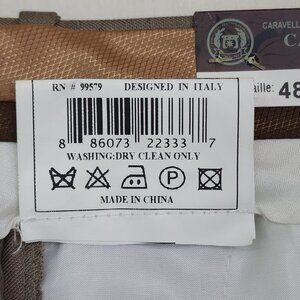 CARAVELL
RN # 99579 DESIGNED IN ITALY
aille: 48
8 86073 22333 7
WASHING:DRY CLEAN ONLY
P
MADE IN CHINA